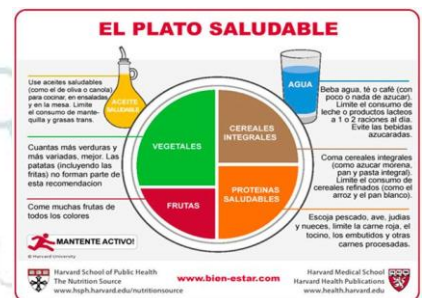 EL PLATO SALUDABLE
Use aceites saludables
(como el de oliva o canola)
para cocinar, en ensaladas,
y en la mesa. Limite
el consumo de mante-
quilla y grasas trans.
ACEITE
SALUDABLE
AGUA
Beba agua, té o café (con
poco o nada de azucar).
Limite el consumo de
leche o productos lacteos
a 1 o 2 raciones al día.
Evite las bebidas
azucaradas.
VEGETALES
CEREALES
INTEGRALES
FRUTAS
PROTEINAS
SALUDABLES
Cuantas más verduras y
más variadas, mejor. Las
patatas (incluyendo las
fritas) no forman parte de
esta recomendacion
Come muchas frutas de
todos los colores
Coma cereales integrales
(como azucar morena,
pan y pasta integral).
Limite el consumo de
cereales refinados (como el
arroz y el pan blanco).
Escoja pescado, ave, judias
y nueces, limite la carne roja, el
tocino, los embutidos y otras
carnes procesadas.
MANTENTE ACTIVO!
© Harvard University
Harvard School of Public Health
The Nutrition Source
www.hsph.harvard.edu/nutritionsource
www.bien-estar.com
Harvard Medical School
Harvard Health Publications
www.health.harvard.edu